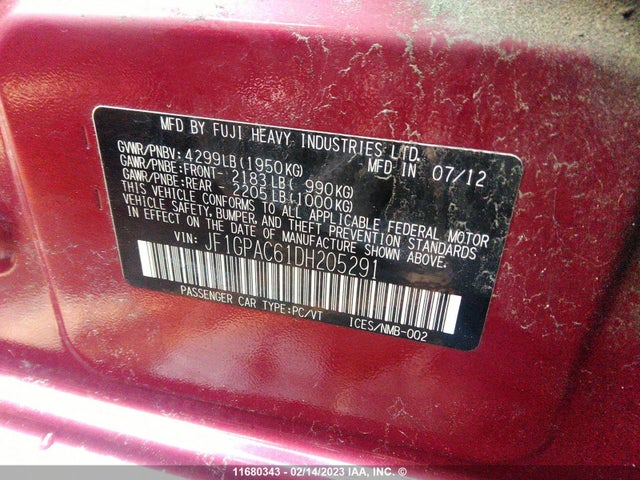 MFD BY FUJI HEAVY INDUSTRIES LTD.
GVWR/PNBV: 4299LB(1950KG) MFD IN 07/12
GAWR/PNBE:FRONT- 2183LB( 990KG)
GAWR/PNBE:REAR - 2205LB(1000KG)
THIS VEHICLE CONFORMS TO ALL APPLICABLE FEDERAL MOTOR
VEHICLE SAFETY, BUMPER, AND THEFT PREVENTION STANDARDS
IN EFFECT ON THE DATE OF MANUFACTURE SHOWN ABOVE.
VIN: JF1GPAC61DH205291
PASSENGER CAR TYPE:PC/VT ICES/NMB-002
11680343 - 02/14/2023 IAA, INC. ©